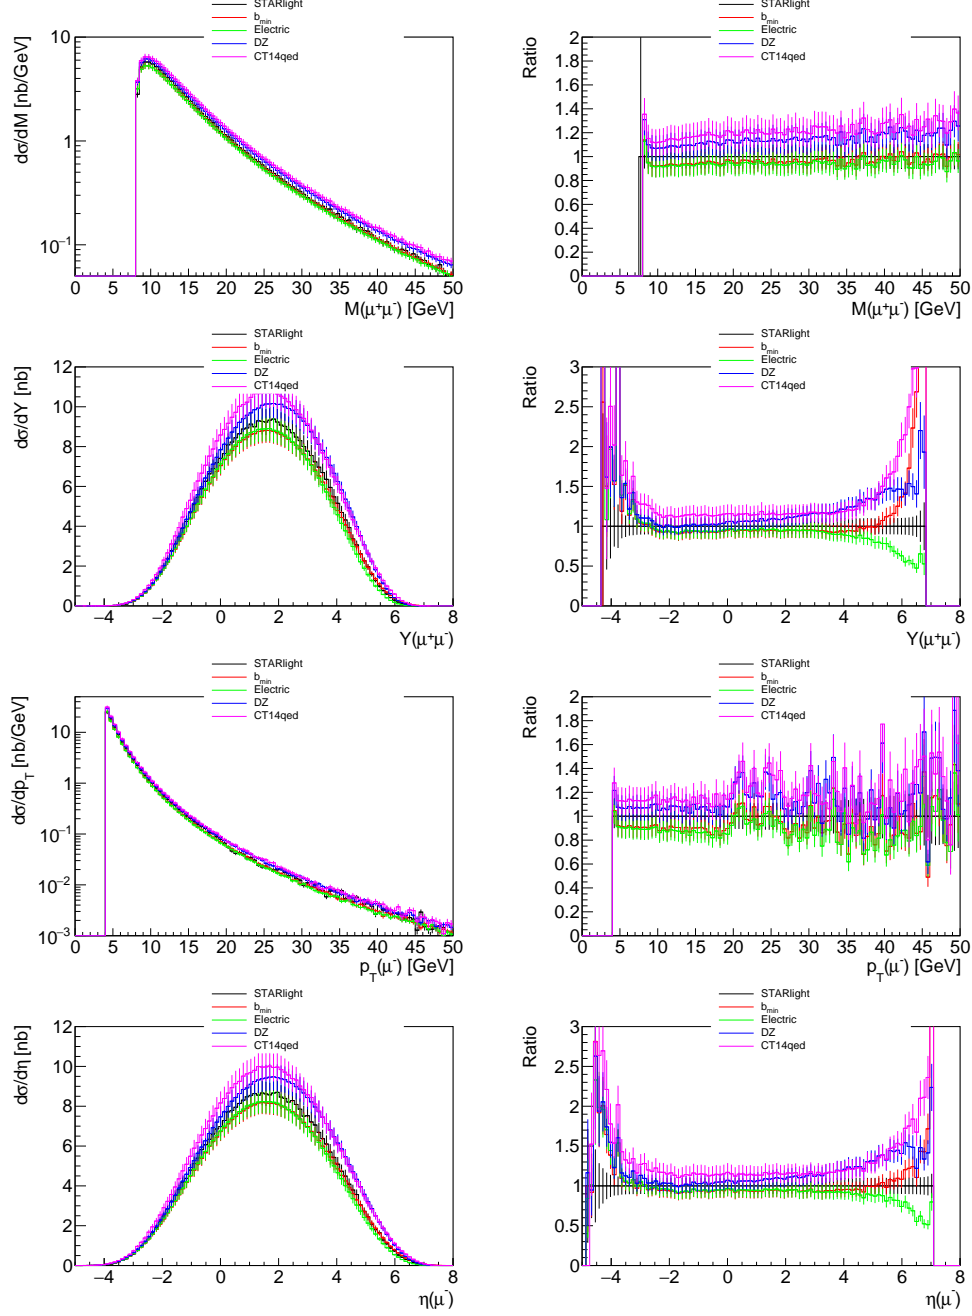 STARlight
b_min
Electric
DZ
CT14qed
dσ/dM [nb/GeV]
10
1
10⁻¹
0 5 10 15 20 25 30 35 40 45 50
M(μ⁺μ⁻) [GeV]
STARlight
b_min
Electric
DZ
CT14qed
Ratio
2
1.8
1.6
1.4
1.2
1
0.8
0.6
0.4
0.2
0
0 5 10 15 20 25 30 35 40 45 50
M(μ⁺μ⁻) [GeV]
STARlight
b_min
Electric
DZ
CT14qed
dσ/dY [nb]
12
10
8
6
4
2
0
−4 −2 0 2 4 6 8
Y(μ⁺μ⁻)
STARlight
b_min
Electric
DZ
CT14qed
Ratio
3
2.5
2
1.5
1
0.5
0
−4 −2 0 2 4 6 8
Y(μ⁺μ⁻)
STARlight
b_min
Electric
DZ
CT14qed
dσ/dp_T [nb/GeV]
10
1
10⁻¹
10⁻²
10⁻³
0 5 10 15 20 25 30 35 40 45 50
p_T(μ⁻) [GeV]
STARlight
b_min
Electric
DZ
CT14qed
Ratio
2
1.8
1.6
1.4
1.2
1
0.8
0.6
0.4
0.2
0
0 5 10 15 20 25 30 35 40 45 50
p_T(μ⁻) [GeV]
STARlight
b_min
Electric
DZ
CT14qed
dσ/dη [nb]
12
10
8
6
4
2
0
−4 −2 0 2 4 6 8
η(μ⁻)
STARlight
b_min
Electric
DZ
CT14qed
Ratio
3
2.5
2
1.5
1
0.5
0
−4 −2 0 2 4 6 8
η(μ⁻)